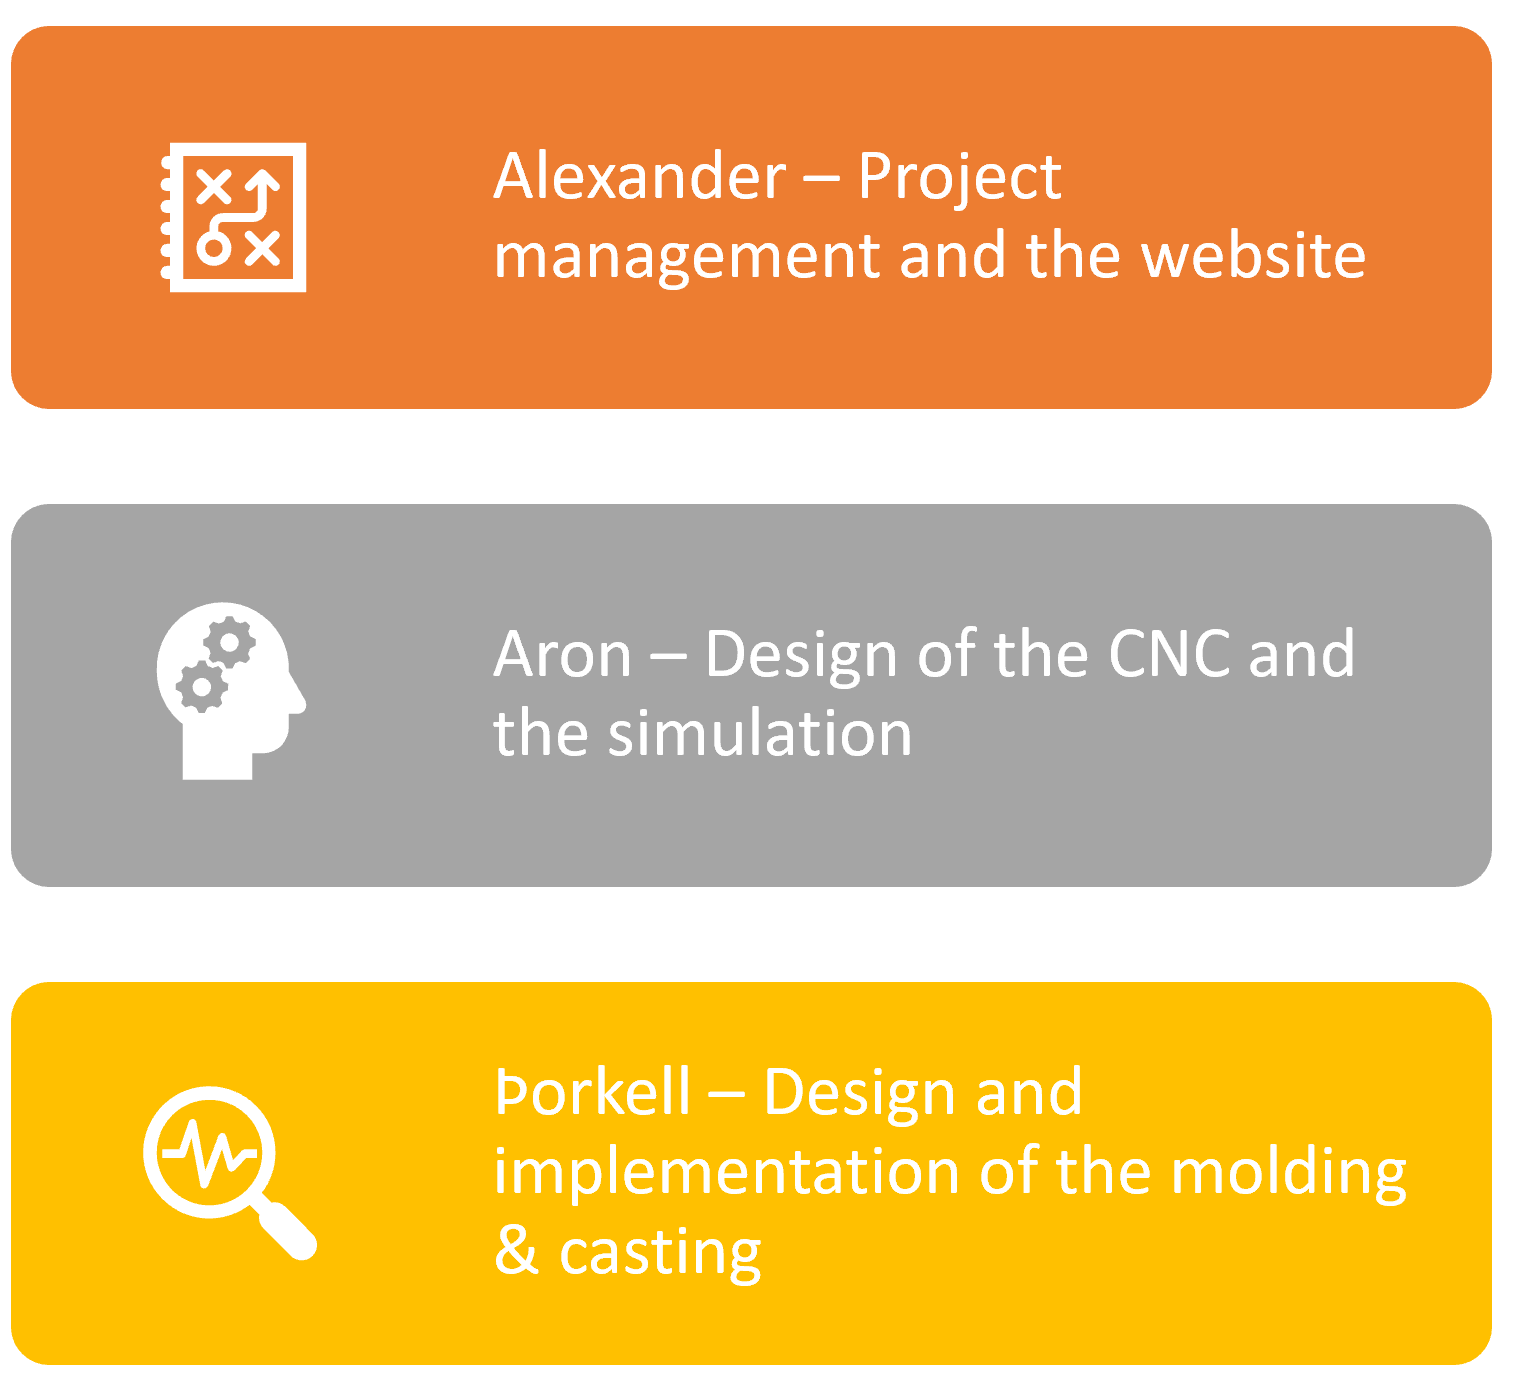 Alexander – Project
management and the website
Aron – Design of the CNC and
the simulation
Þorkell – Design and
implementation of the molding
& casting